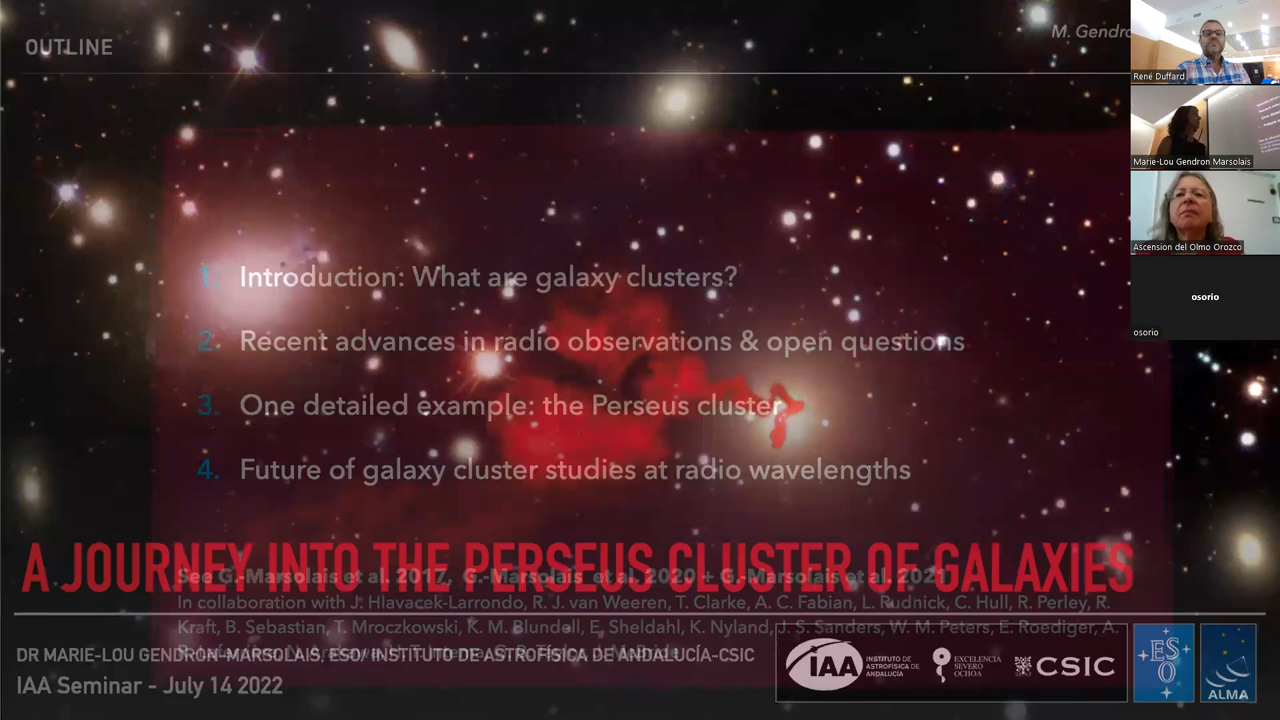 OUTLINE
M. Gendro
René Duffard
Marie-Lou Gendron Marsolais
Ascension del Olmo Orozco
osorio
osorio
1. Introduction: What are galaxy clusters?
2. Recent advances in radio observations & open questions
3. One detailed example: the Perseus cluster
4. Future of galaxy cluster studies at radio wavelengths
A JOURNEY INTO THE PERSEUS CLUSTER OF GALAXIES
See G.-Marsolais et al. 2017, G.-Marsolais et al. 2020 + G.-Marsolais et al. 2021
In collaboration with J. Hlavacek-Larrondo, R. J. van Weeren, T. Clarke, A. C. Fabian, L. Rudnick, C. Hull, R. Perley, R.
Kraft, B. Sebastian, T. Mroczkowski, K. M. Blundell, E. Sheldahl, K. Nyland, J. S. Sanders, W. M. Peters, E. Roediger, A.
DR MARIE-LOU GENDRON-MARSOLAIS, ESO/ INSTITUTO DE ASTROFÍSICA DE ANDALUCÍA-CSIC
IAA Seminar - July 14 2022
IAA
INSTITUTO DE
ASTROFÍSICA DE
ANDALUCÍA
EXCELENCIA
SEVERO
OCHOA
CSIC
ESO
ALMA